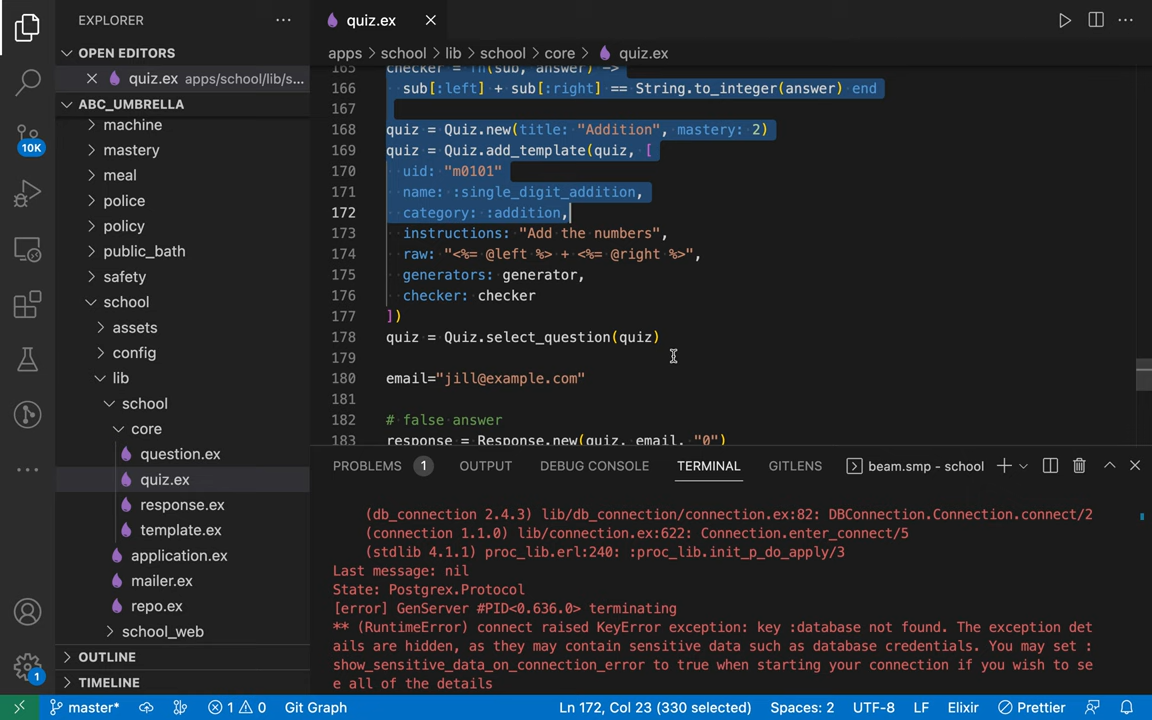 EXPLORER
OPEN EDITORS
quiz.ex apps/school/lib/s...
ABC_UMBRELLA
machine
mastery
meal
police
policy
public_bath
safety
school
assets
config
lib
school
core
question.ex
quiz.ex
response.ex
template.ex
application.ex
mailer.ex
repo.ex
school_web
OUTLINE
TIMELINE
10K
1
quiz.ex
apps > school > lib > school > core > quiz.ex
165 checker = fn(sub, answer) ->
166 sub[:left] + sub[:right] == String.to_integer(answer) end
167
168 quiz = Quiz.new(title: "Addition", mastery: 2)
169 quiz = Quiz.add_template(quiz, [
170 uid: "m0101"
171 name: :single_digit_addition,
172 category: :addition,
173 instructions: "Add the numbers",
174 raw: "<%= @left %> + <%= @right %>",
175 generators: generator,
176 checker: checker
177 ])
178 quiz = Quiz.select_question(quiz)
179
180 email="jill@example.com"
181
182 # false answer
183 response = Response.new(quiz, email, "0")
PROBLEMS 1 OUTPUT DEBUG CONSOLE TERMINAL GITLENS beam.smp - school
(db_connection 2.4.3) lib/db_connection/connection.ex:82: DBConnection.Connection.connect/2
(connection 1.1.0) lib/connection.ex:622: Connection.enter_connect/5
(stdlib 4.1.1) proc_lib.erl:240: :proc_lib.init_p_do_apply/3
Last message: nil
State: Postgrex.Protocol
[error] GenServer #PID<0.636.0> terminating
** (RuntimeError) connect raised KeyError exception: key :database not found. The exception det
ails are hidden, as they may contain sensitive data such as database credentials. You may set :
show_sensitive_data_on_connection_error to true when starting your connection if you wish to se
e all of the details
master* 1 0 Git Graph Ln 172, Col 23 (330 selected) Spaces: 2 UTF-8 LF Elixir Prettier